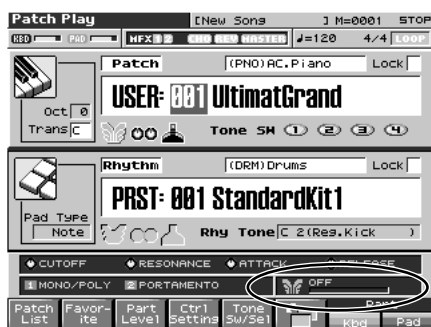 Patch Play [New Song ] M=0001 STOP
KBD PAD MFX 1 2 CHO REV MASTER ♩=120 4/4 LOOP
Patch (PNO)AC.Piano Lock
USER: 001 UltimatGrand
Oct 0
Trans C Tone SW 1 2 3 4
Rhythm (DRM)Drums Lock
PRST: 001 StandardKit1
Pad Type
Note Rhy Tone C 2(Reg.Kick )
CUTOFF RESONANCE ATTACK RELEASE
1 MONO/POLY 2 PORTAMENTO OFF
Patch List Favorite Part Level Ctrl Setting Tone Sw/Sel Part Kbd Pad